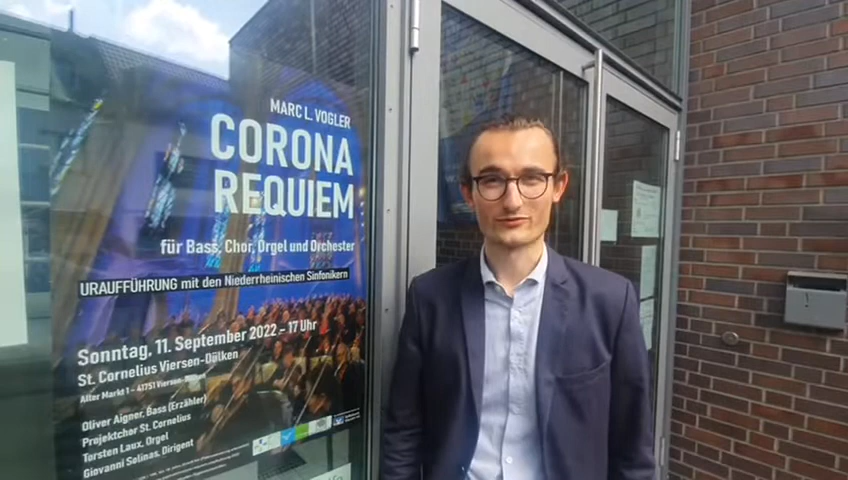 MARC L. VOGLER
CORONA
REQUIEM
für Bass, Chor, Orgel und Orchester
URAUFFÜHRUNG mit den Niederrheinischen Sinfonikern
Sonntag, 11. September 2022 - 17 Uhr
St. Cornelius Viersen-Dülken
Alter Markt 1 - 41751 Viersen
Oliver Aigner, Bass (Erzähler)
Projektchor St. Cornelius
Torsten Laux, Orgel
Giovanni Solinas, Dirigent